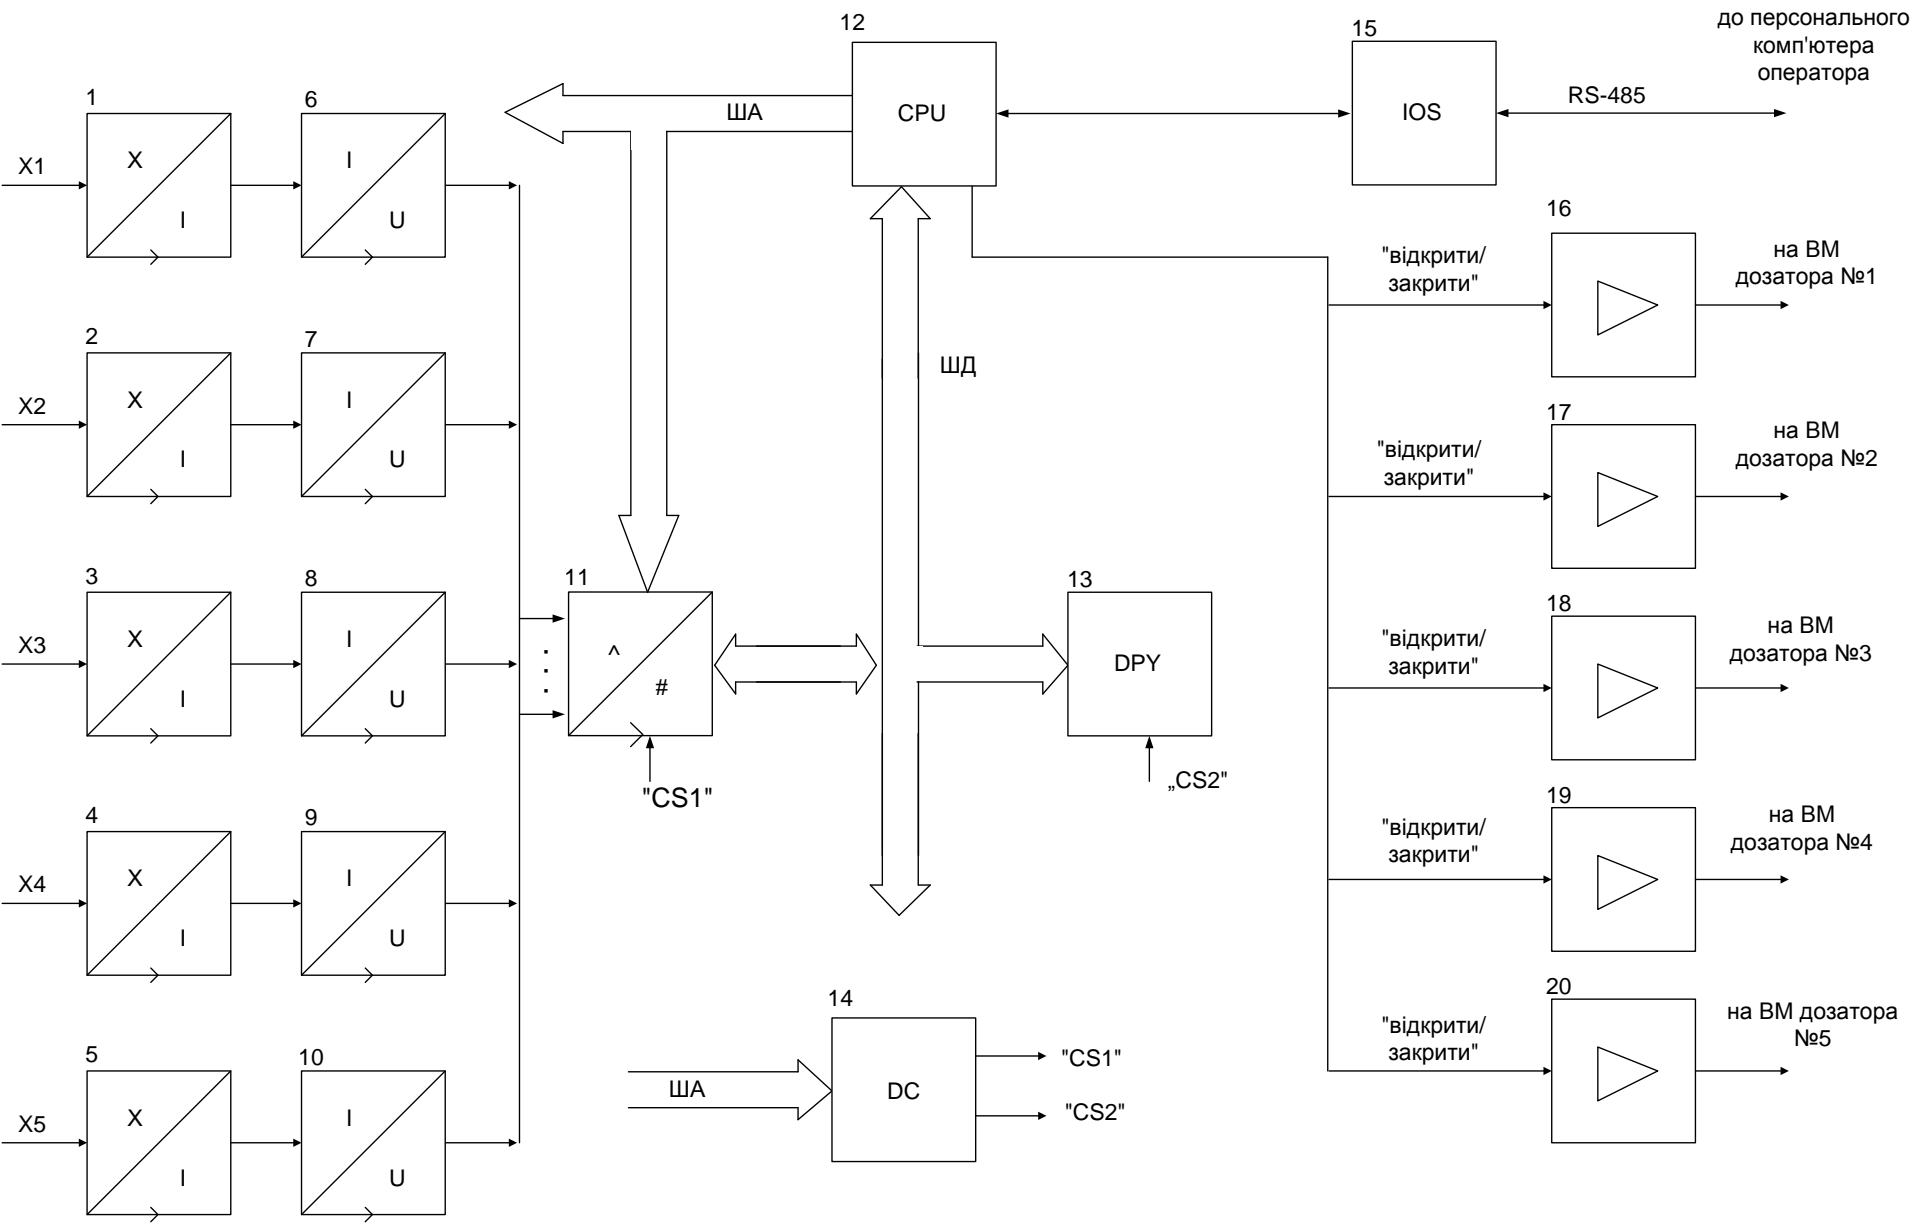 до персонального
комп'ютера
оператора
12
15
1
6
ША
CPU
IOS
RS-485
X
I
X1
I
U
16
"відкрити/
закрити"
на ВМ
дозатора №1
2
7
ШД
X
I
X2
I
U
17
"відкрити/
закрити"
на ВМ
дозатора №2
3
8
11
13
18
X
I
X3
I
U
^
#
DPY
"відкрити/
закрити"
на ВМ
дозатора №3
"CS1"
„CS2"
4
9
19
X
I
X4
I
U
"відкрити/
закрити"
на ВМ
дозатора №4
14
20
5
10
ША
DC
"CS1"
"CS2"
"відкрити/
закрити"
на ВМ дозатора
№5
X
I
X5
I
U